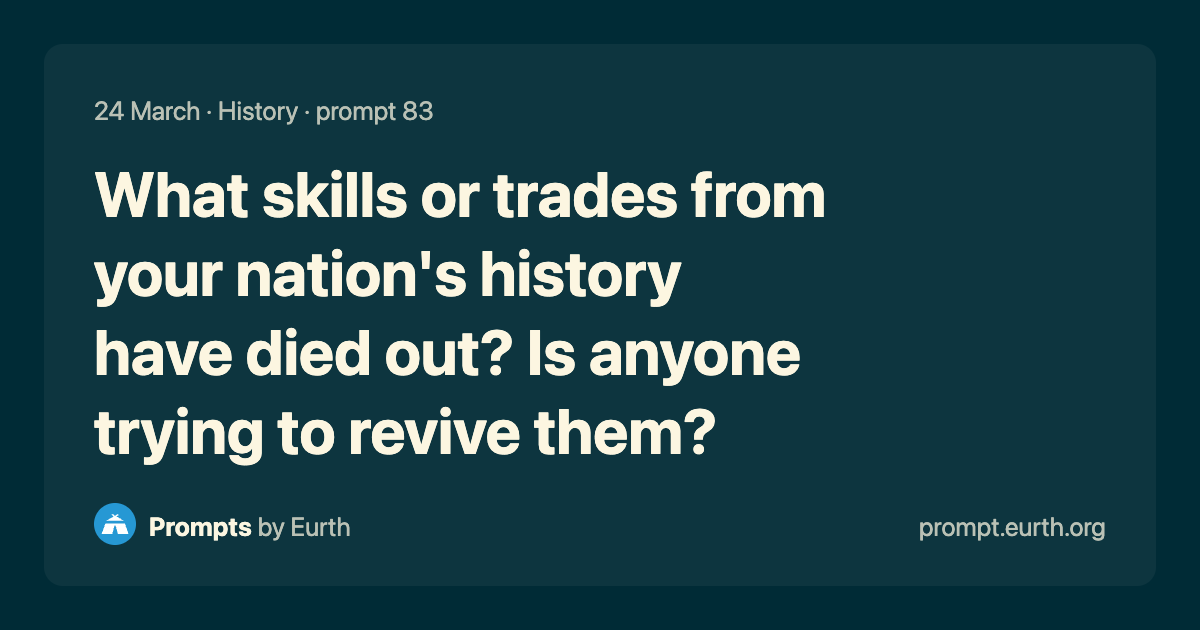 24 March · History · prompt 83
What skills or trades from
your nation's history
have died out? Is anyone
trying to revive them?
Prompts by Eurth
prompt.eurth.org